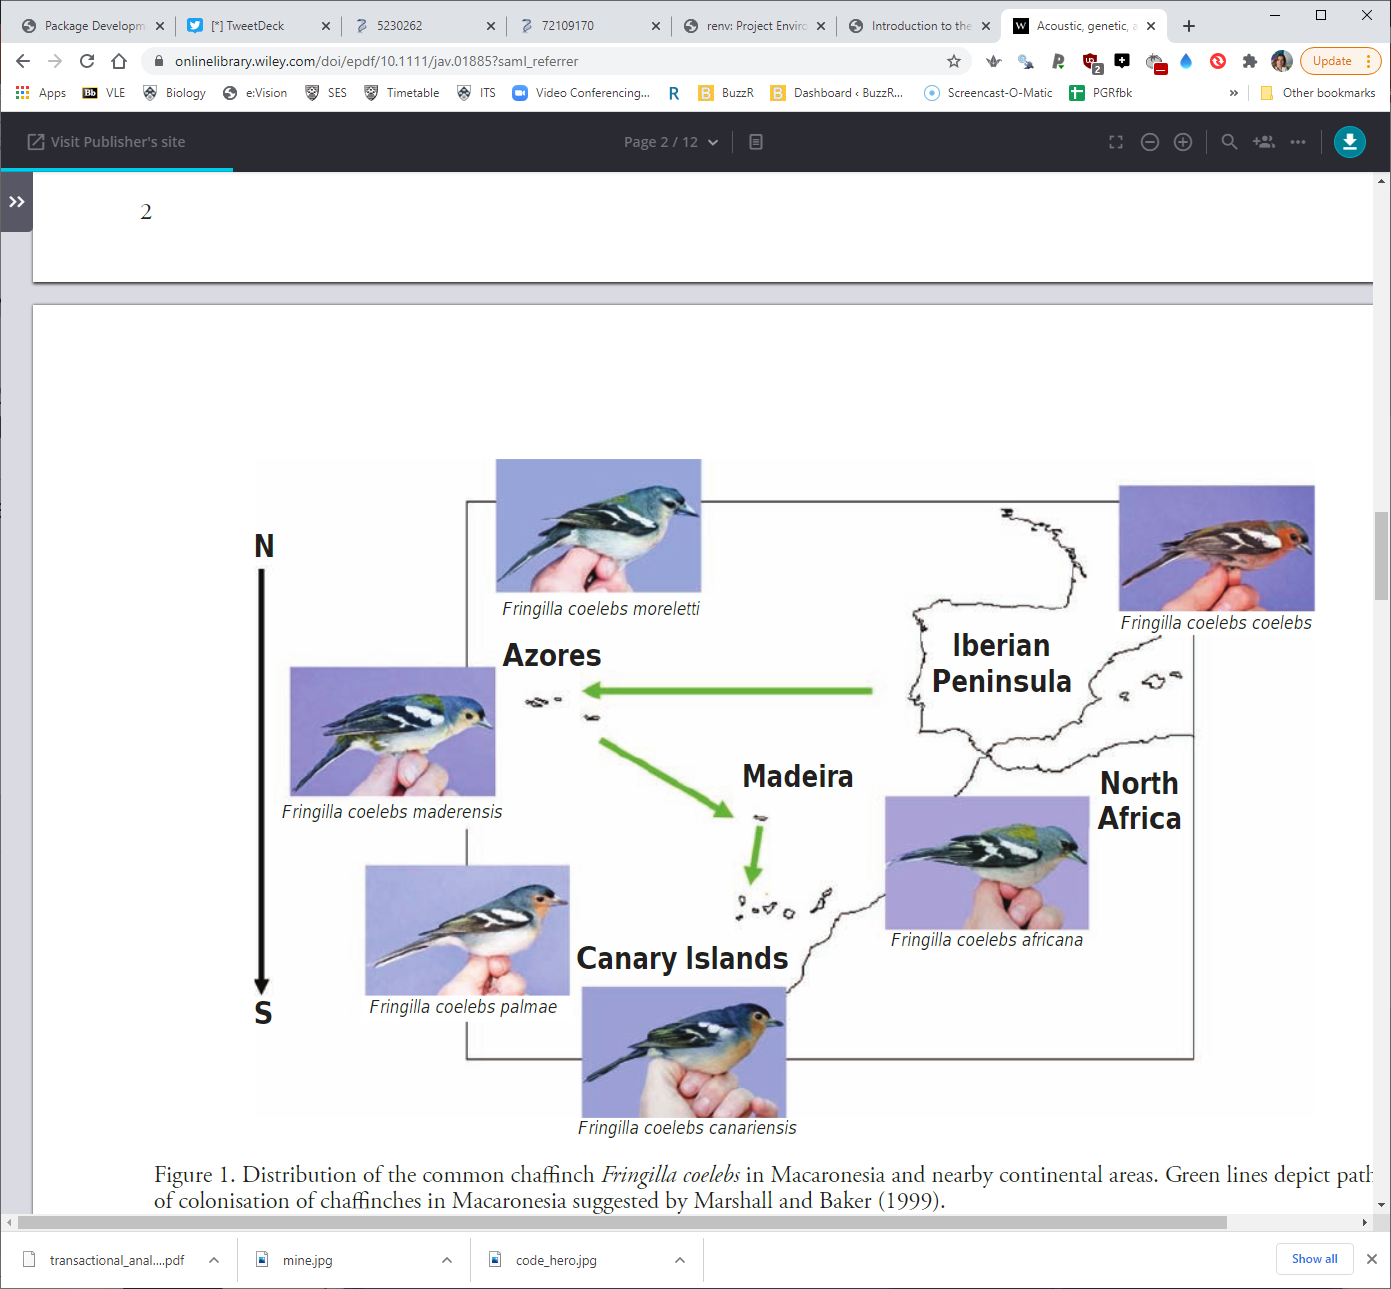 Package Developm
[*] TweetDeck
5230262
72109170
renv: Project Enviro
Introduction to the
W Acoustic, genetic, a
onlinelibrary.wiley.com/doi/epdf/10.1111/jav.01885?saml_referrer
2
Update
Apps
Bb VLE
Biology
e:Vision
SES
Timetable
ITS
Video Conferencing...
R
B BuzzR
B Dashboard ‹ BuzzR...
Screencast-O-Matic
PGRfbk
»
Other bookmarks
Visit Publisher's site
Page 2 / 12
2
N
Fringilla coelebs moreletti
Fringilla coelebs coelebs
Azores
Iberian
Peninsula
Madeira
North
Africa
Fringilla coelebs maderensis
Fringilla coelebs africana
Canary Islands
Fringilla coelebs palmae
S
Fringilla coelebs canariensis
Figure 1. Distribution of the common chaffinch Fringilla coelebs in Macaronesia and nearby continental areas. Green lines depict path
of colonisation of chaffinches in Macaronesia suggested by Marshall and Baker (1999).
transactional_anal....pdf
mine.jpg
code_hero.jpg
Show all